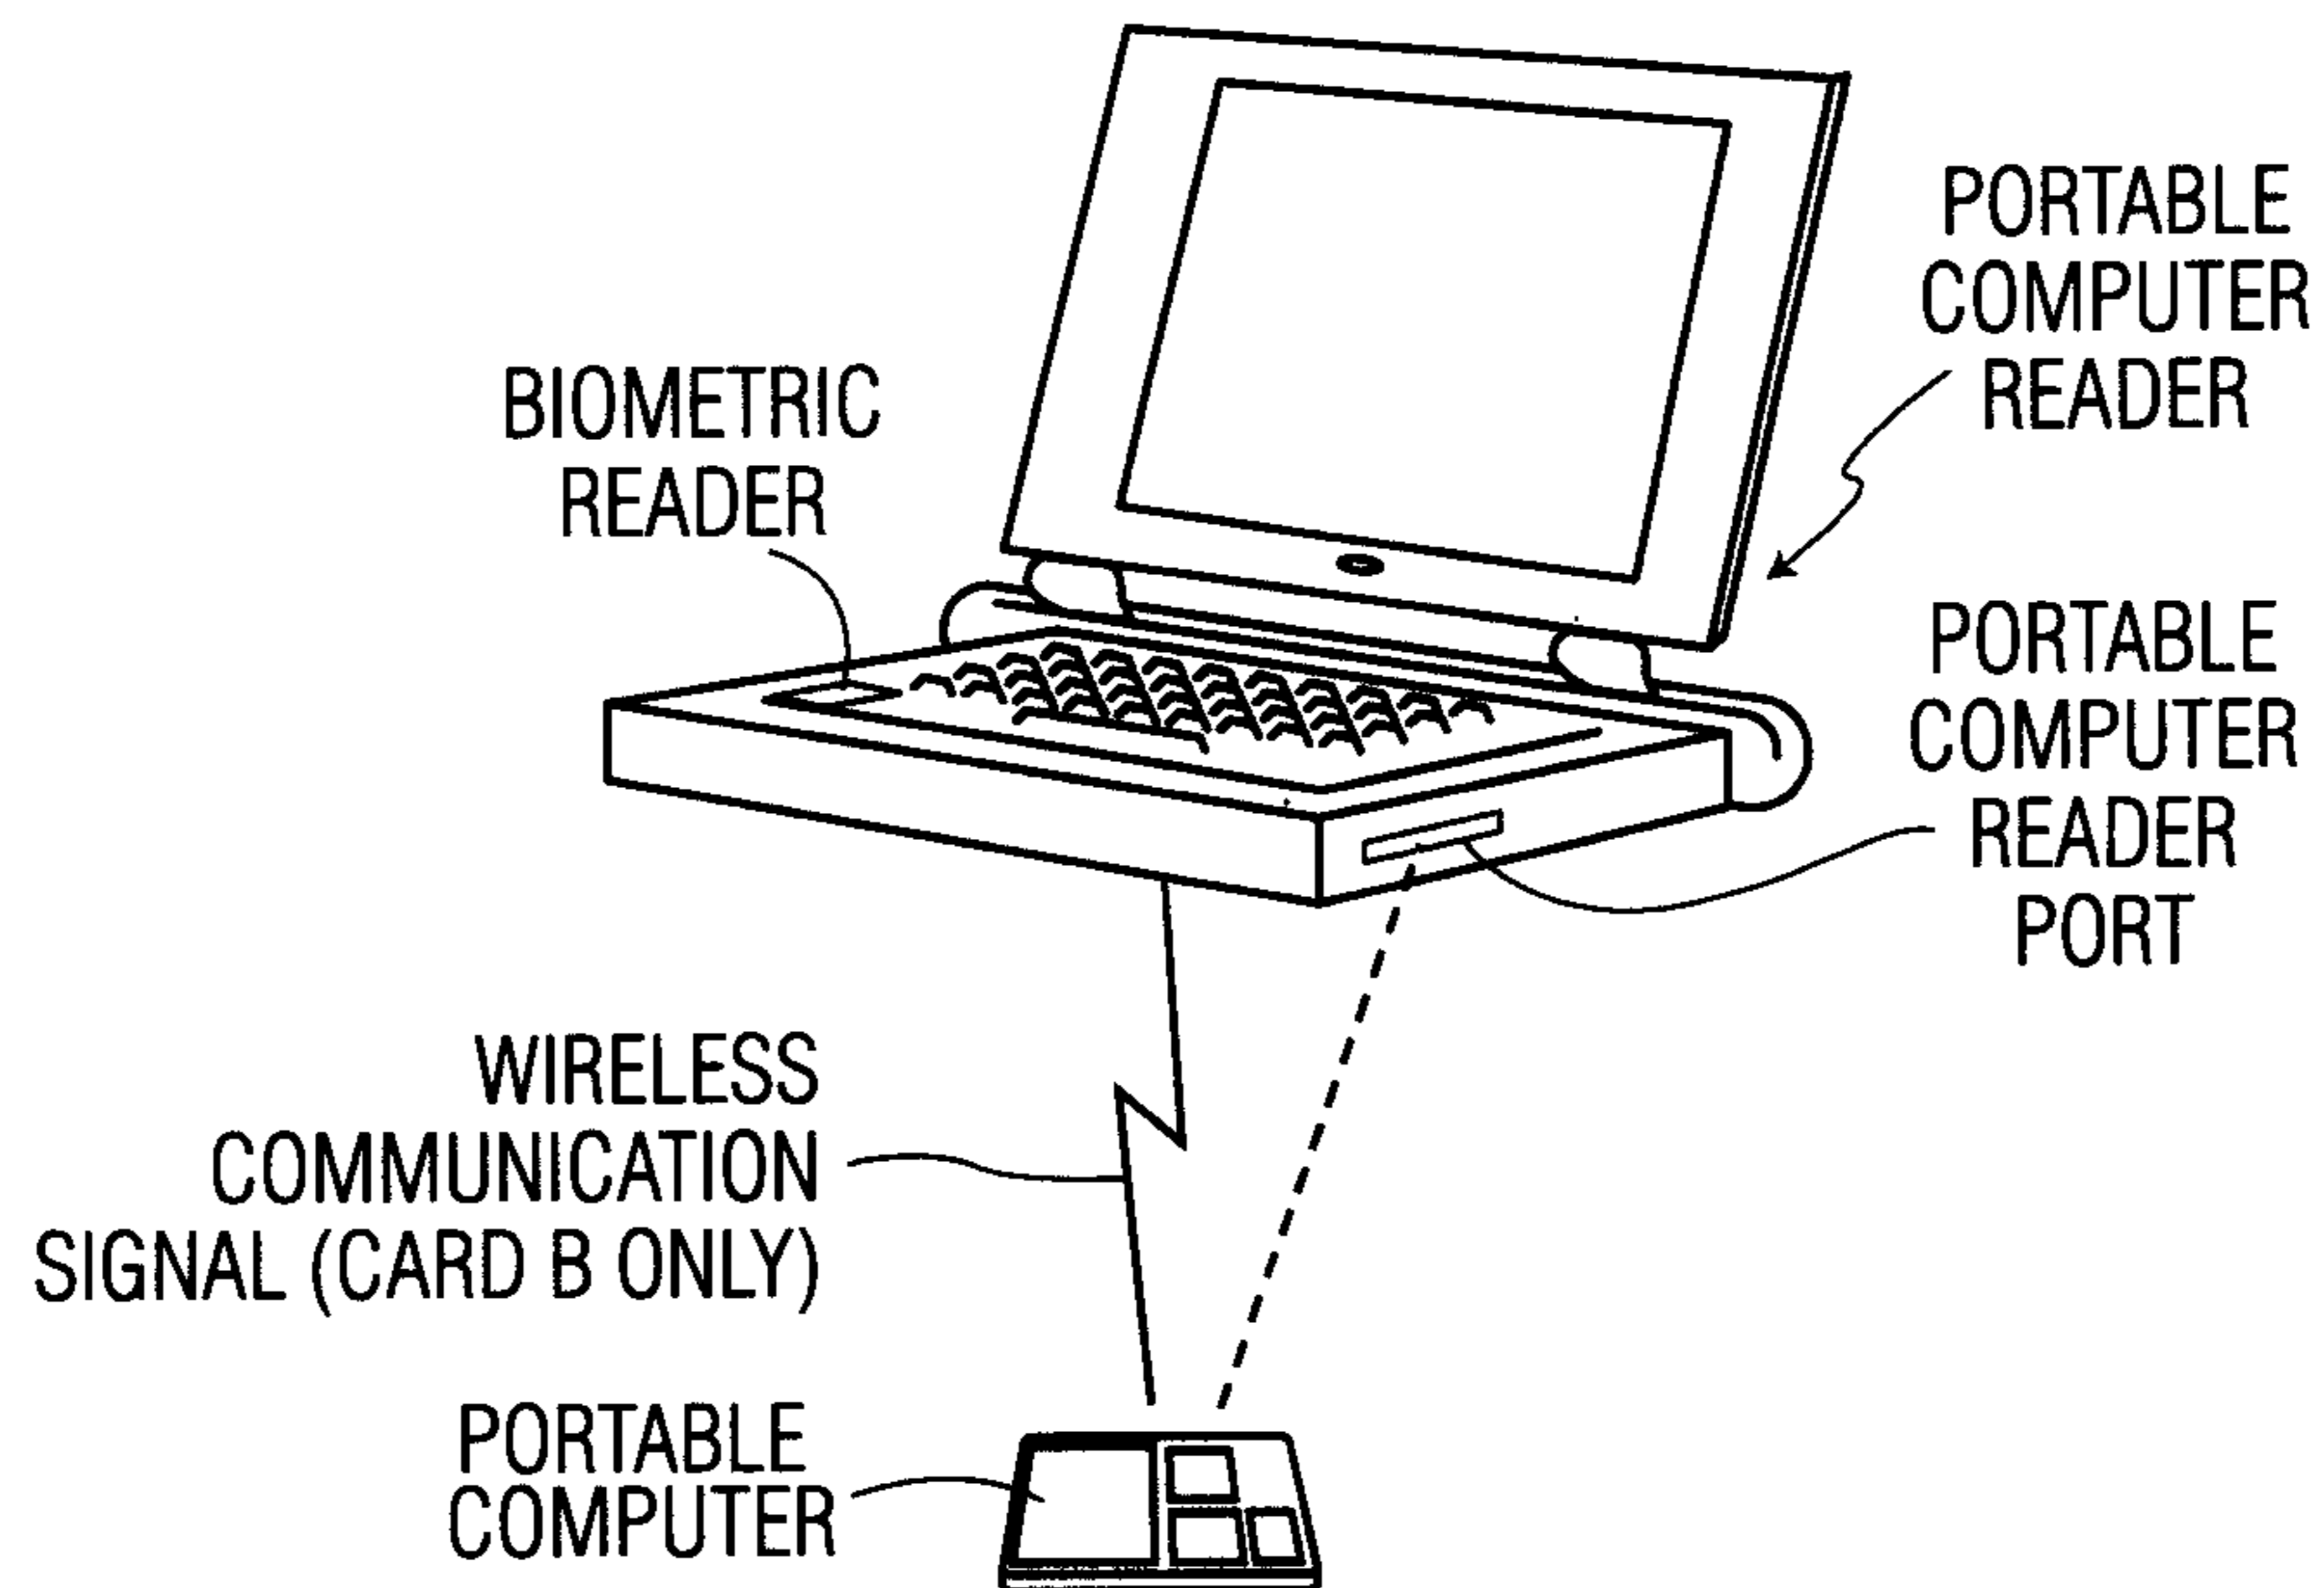 PORTABLE
COMPUTER
READER
BIOMETRIC
READER
PORTABLE
COMPUTER
READER
PORT
WIRELESS
COMMUNICATION
SIGNAL (CARD B ONLY)
PORTABLE
COMPUTER